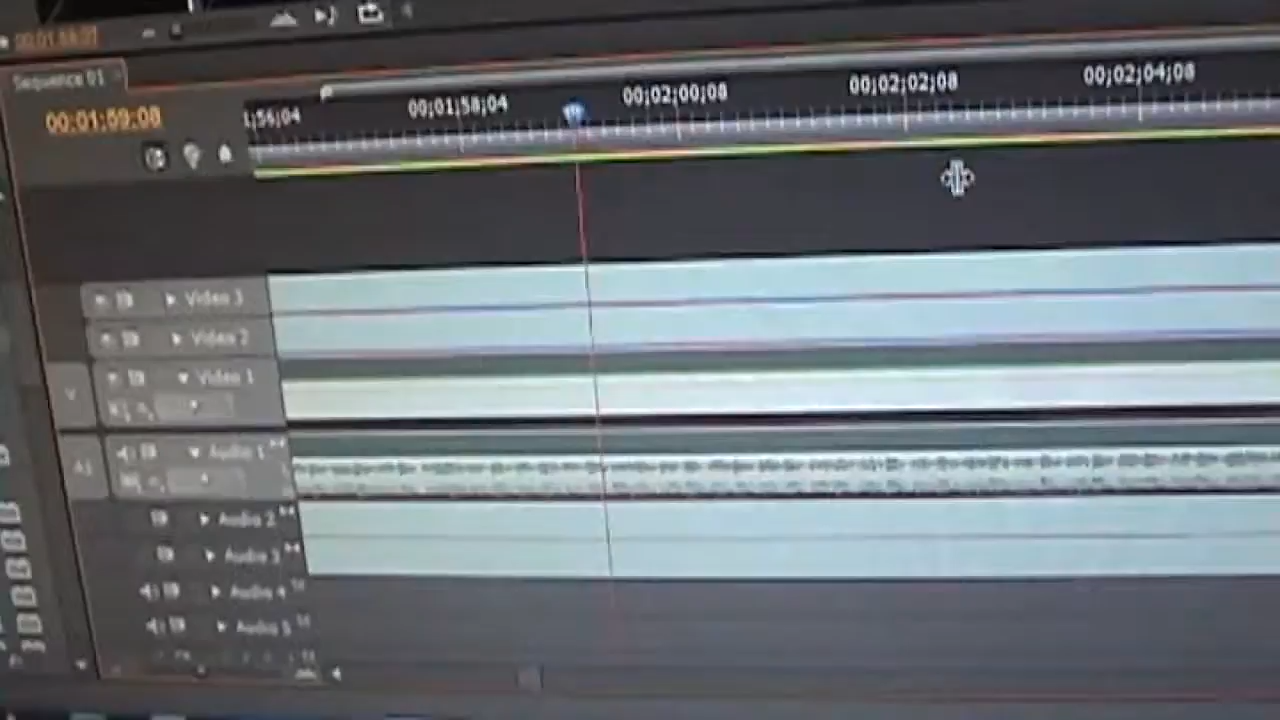 Sequence 01
00;01;59;08
1;56;04 00;01;58;04 00;02;00;08 00;02;02;08 00;02;04;08
Video 3
Video 2
V Video 1
A1 Audio 1
Audio 2
Audio 3
Audio 4
Audio 5